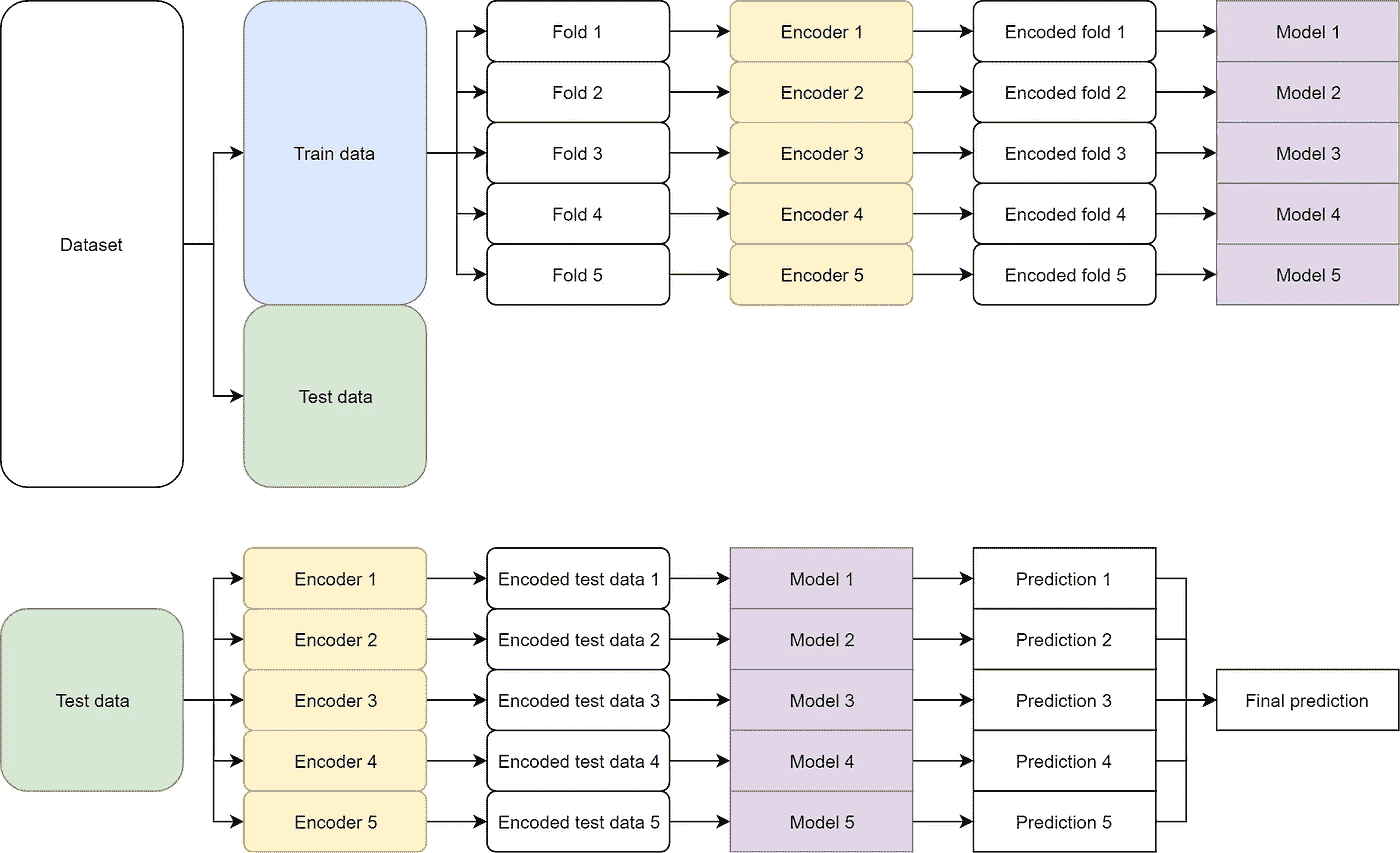 Dataset
Train data
Test data
Fold 1
Encoder 1
Encoded fold 1
Model 1
Fold 2
Encoder 2
Encoded fold 2
Model 2
Fold 3
Encoder 3
Encoded fold 3
Model 3
Fold 4
Encoder 4
Encoded fold 4
Model 4
Fold 5
Encoder 5
Encoded fold 5
Model 5
Test data
Encoder 1
Encoded test data 1
Model 1
Prediction 1
Encoder 2
Encoded test data 2
Model 2
Prediction 2
Encoder 3
Encoded test data 3
Model 3
Prediction 3
Encoder 4
Encoded test data 4
Model 4
Prediction 4
Encoder 5
Encoded test data 5
Model 5
Prediction 5
Final prediction